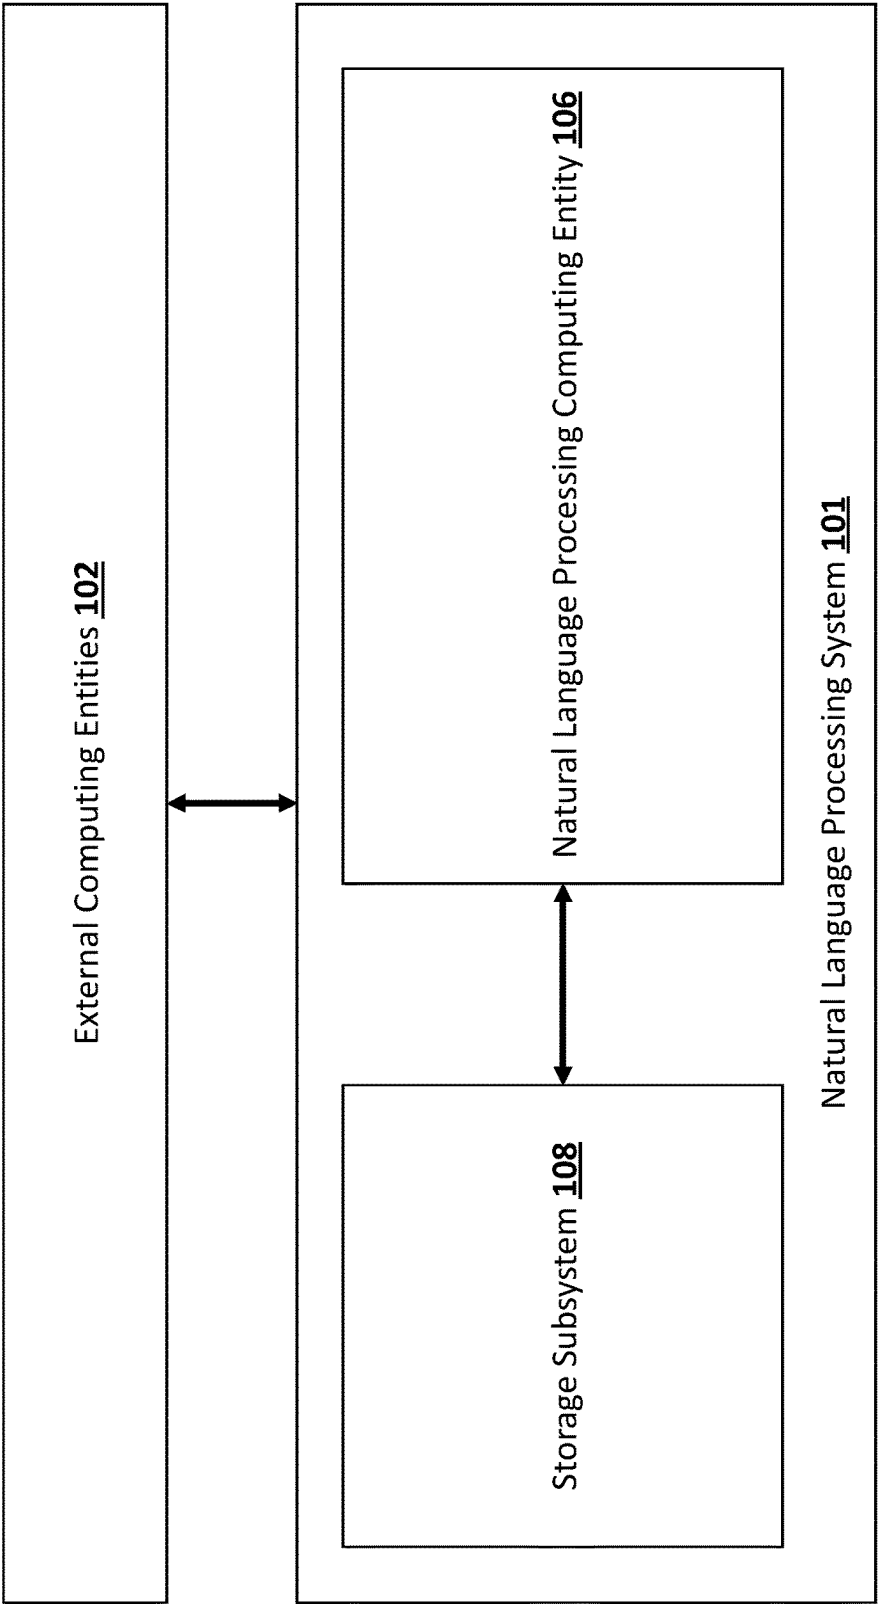 External Computing Entities 102
Storage Subsystem 108
Natural Language Processing Computing Entity 106
Natural Language Processing System 101